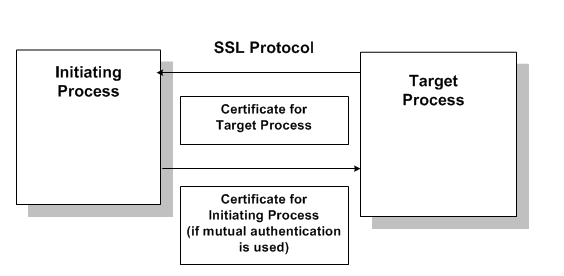 SSL Protocol
Initiating
Process
Target
Process
Certificate for
Target Process
Certificate for
Initiating Process
(if mutual authentication
is used)